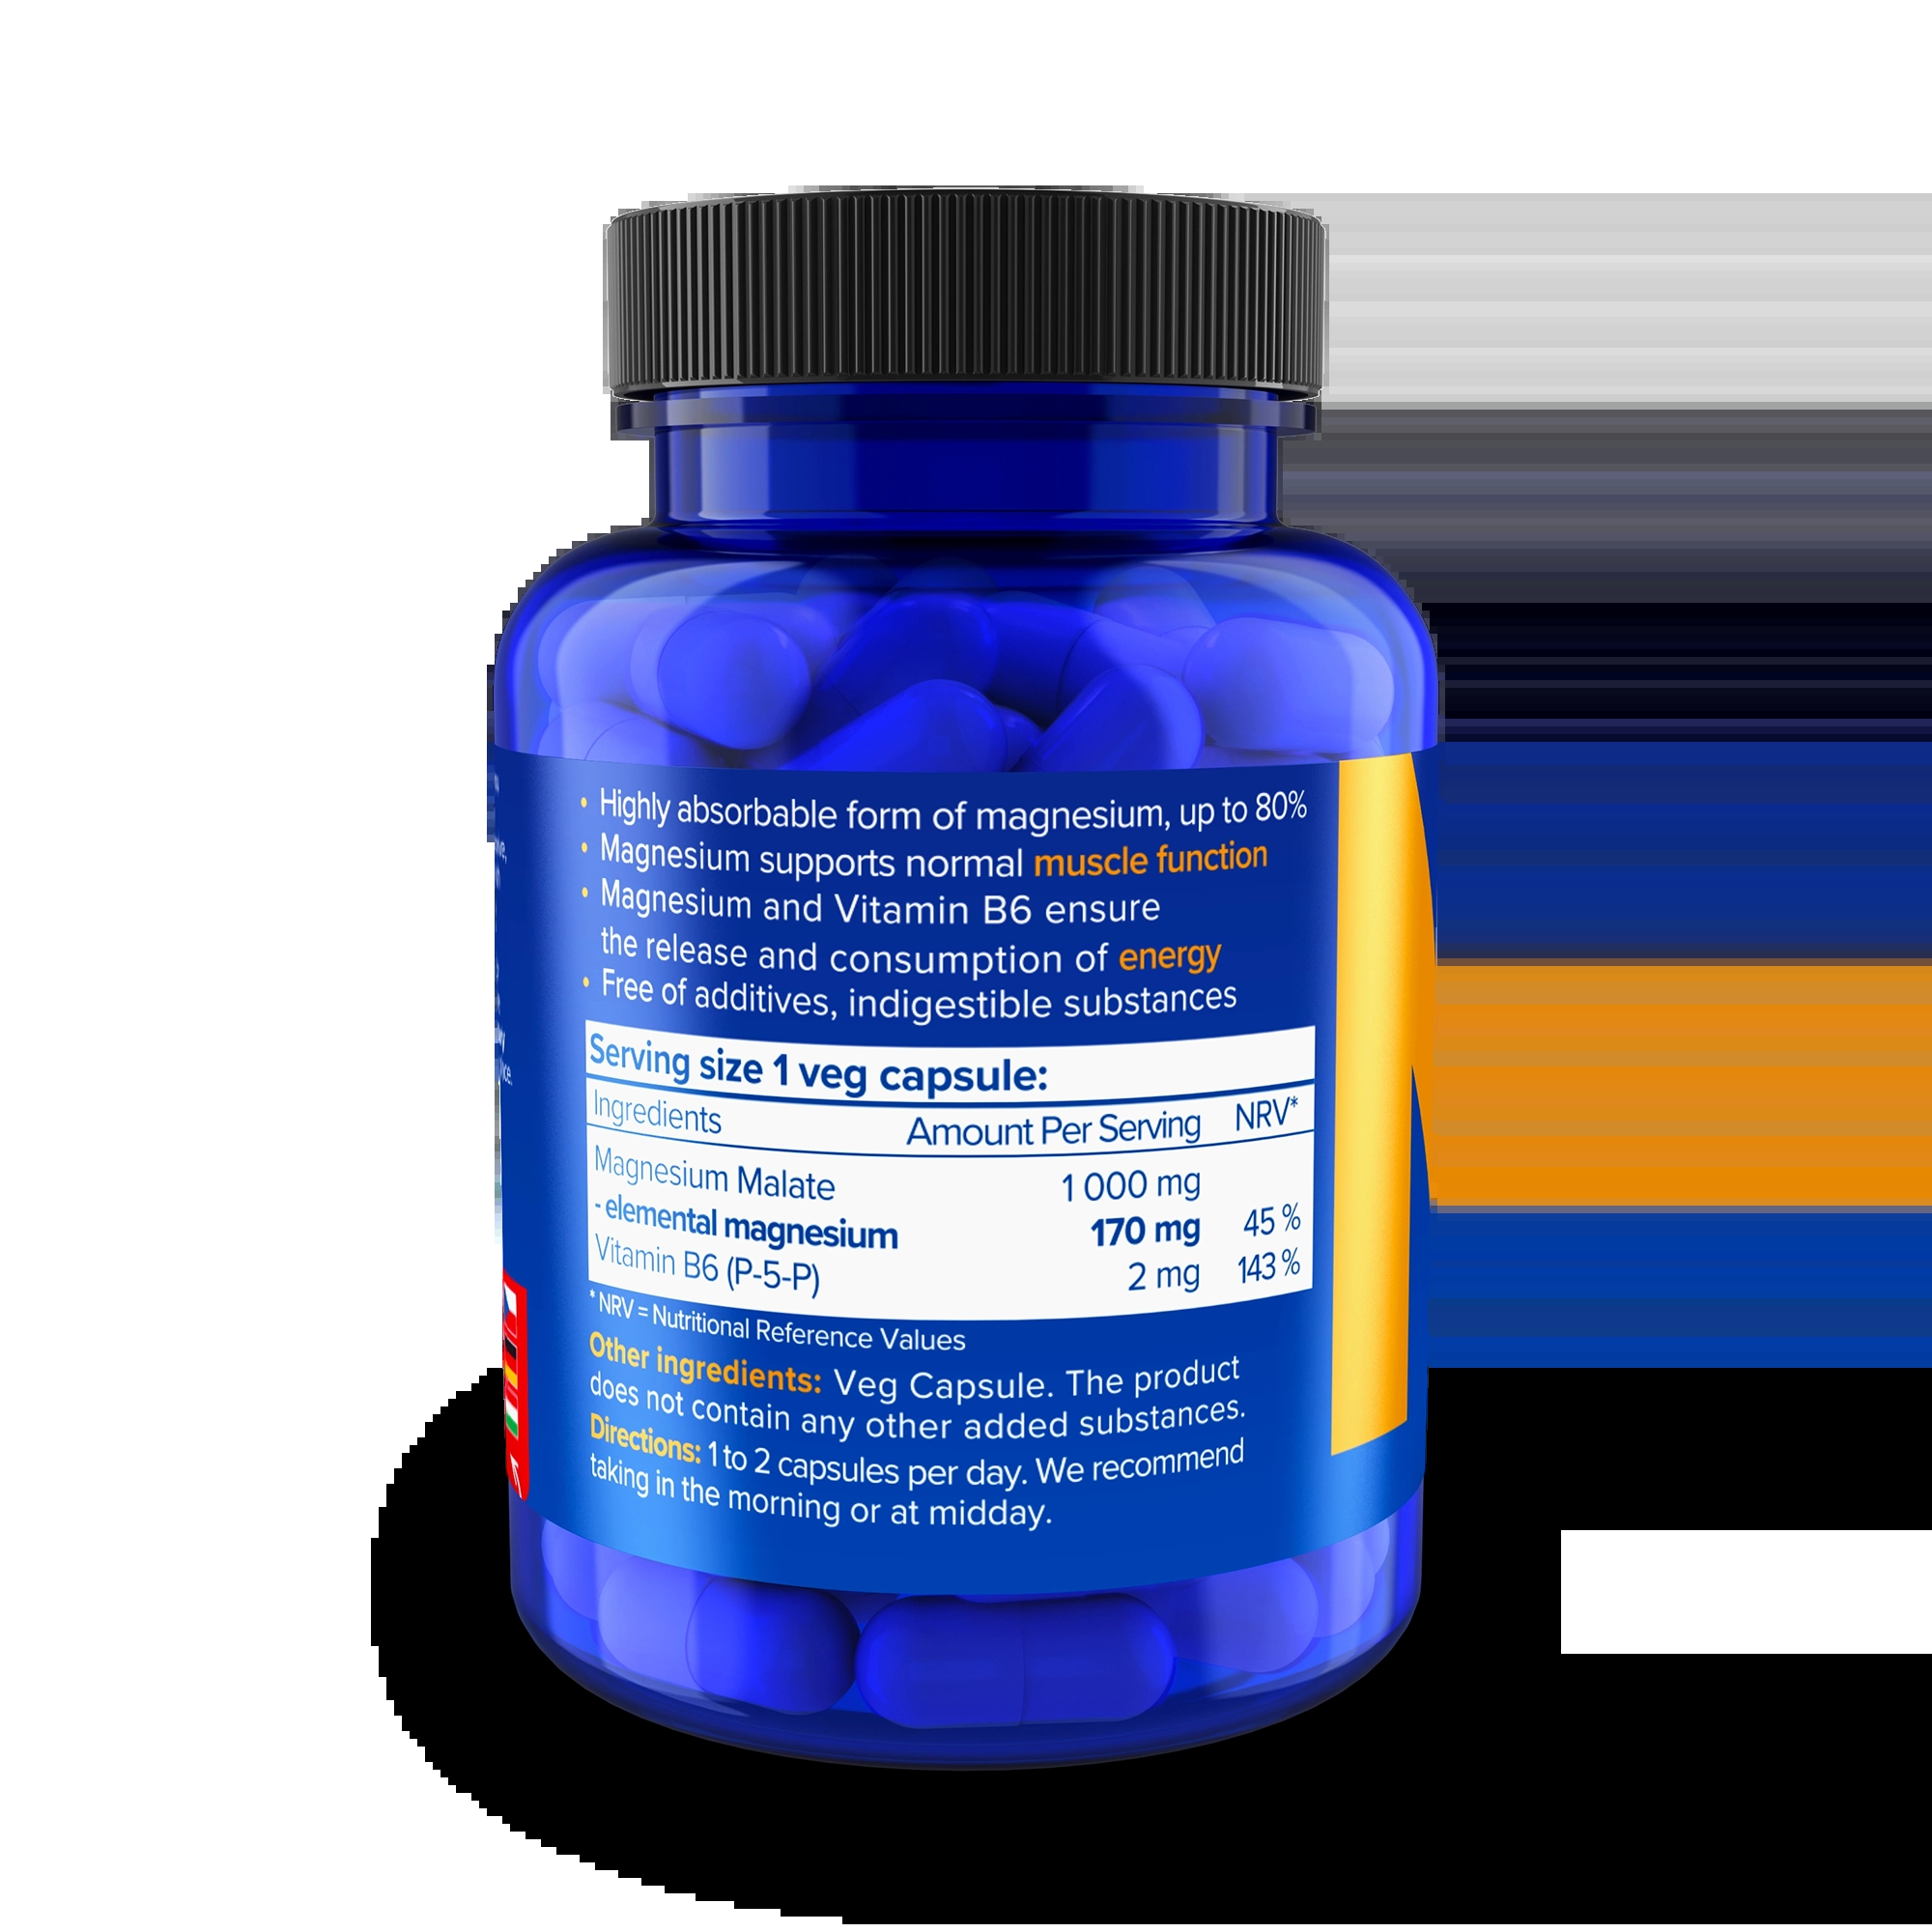 • Highly absorbable form of magnesium, up to 80%
• Magnesium supports normal muscle function
• Magnesium and Vitamin B6 ensure
the release and consumption of energy
• Free of additives, indigestible substances
Serving size 1 veg capsule:
Ingredients Amount Per Serving NRV*
Magnesium Malate 1 000 mg
- elemental magnesium 170 mg 45 %
Vitamin B6 (P-5-P) 2 mg 143 %
* NRV = Nutritional Reference Values
Other ingredients: Veg Capsule. The product
does not contain any other added substances.
Directions: 1 to 2 capsules per day. We recommend
taking in the morning or at midday.